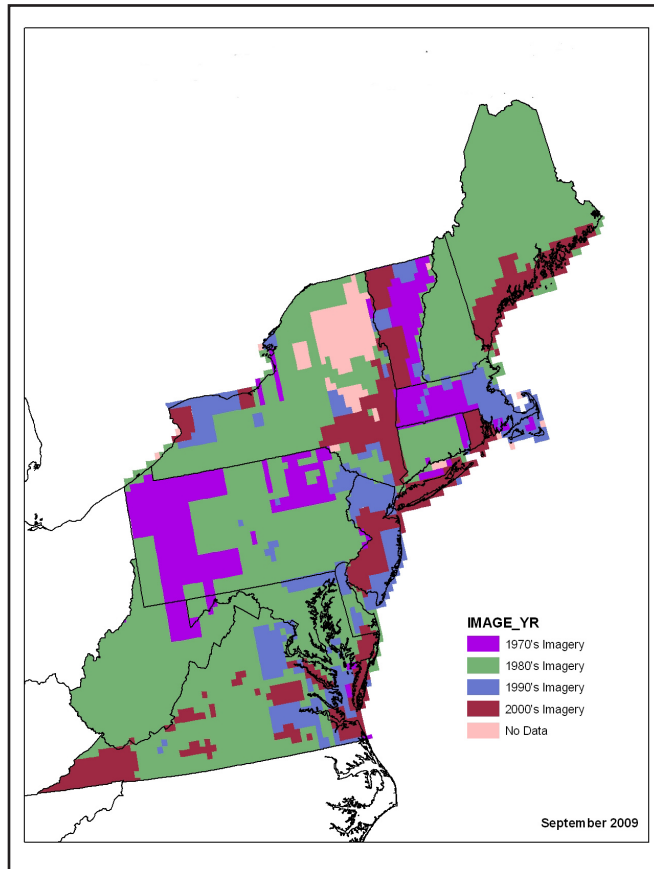 IMAGE_YR
1970's Imagery
1980's Imagery
1990's Imagery
2000's Imagery
No Data
September 2009